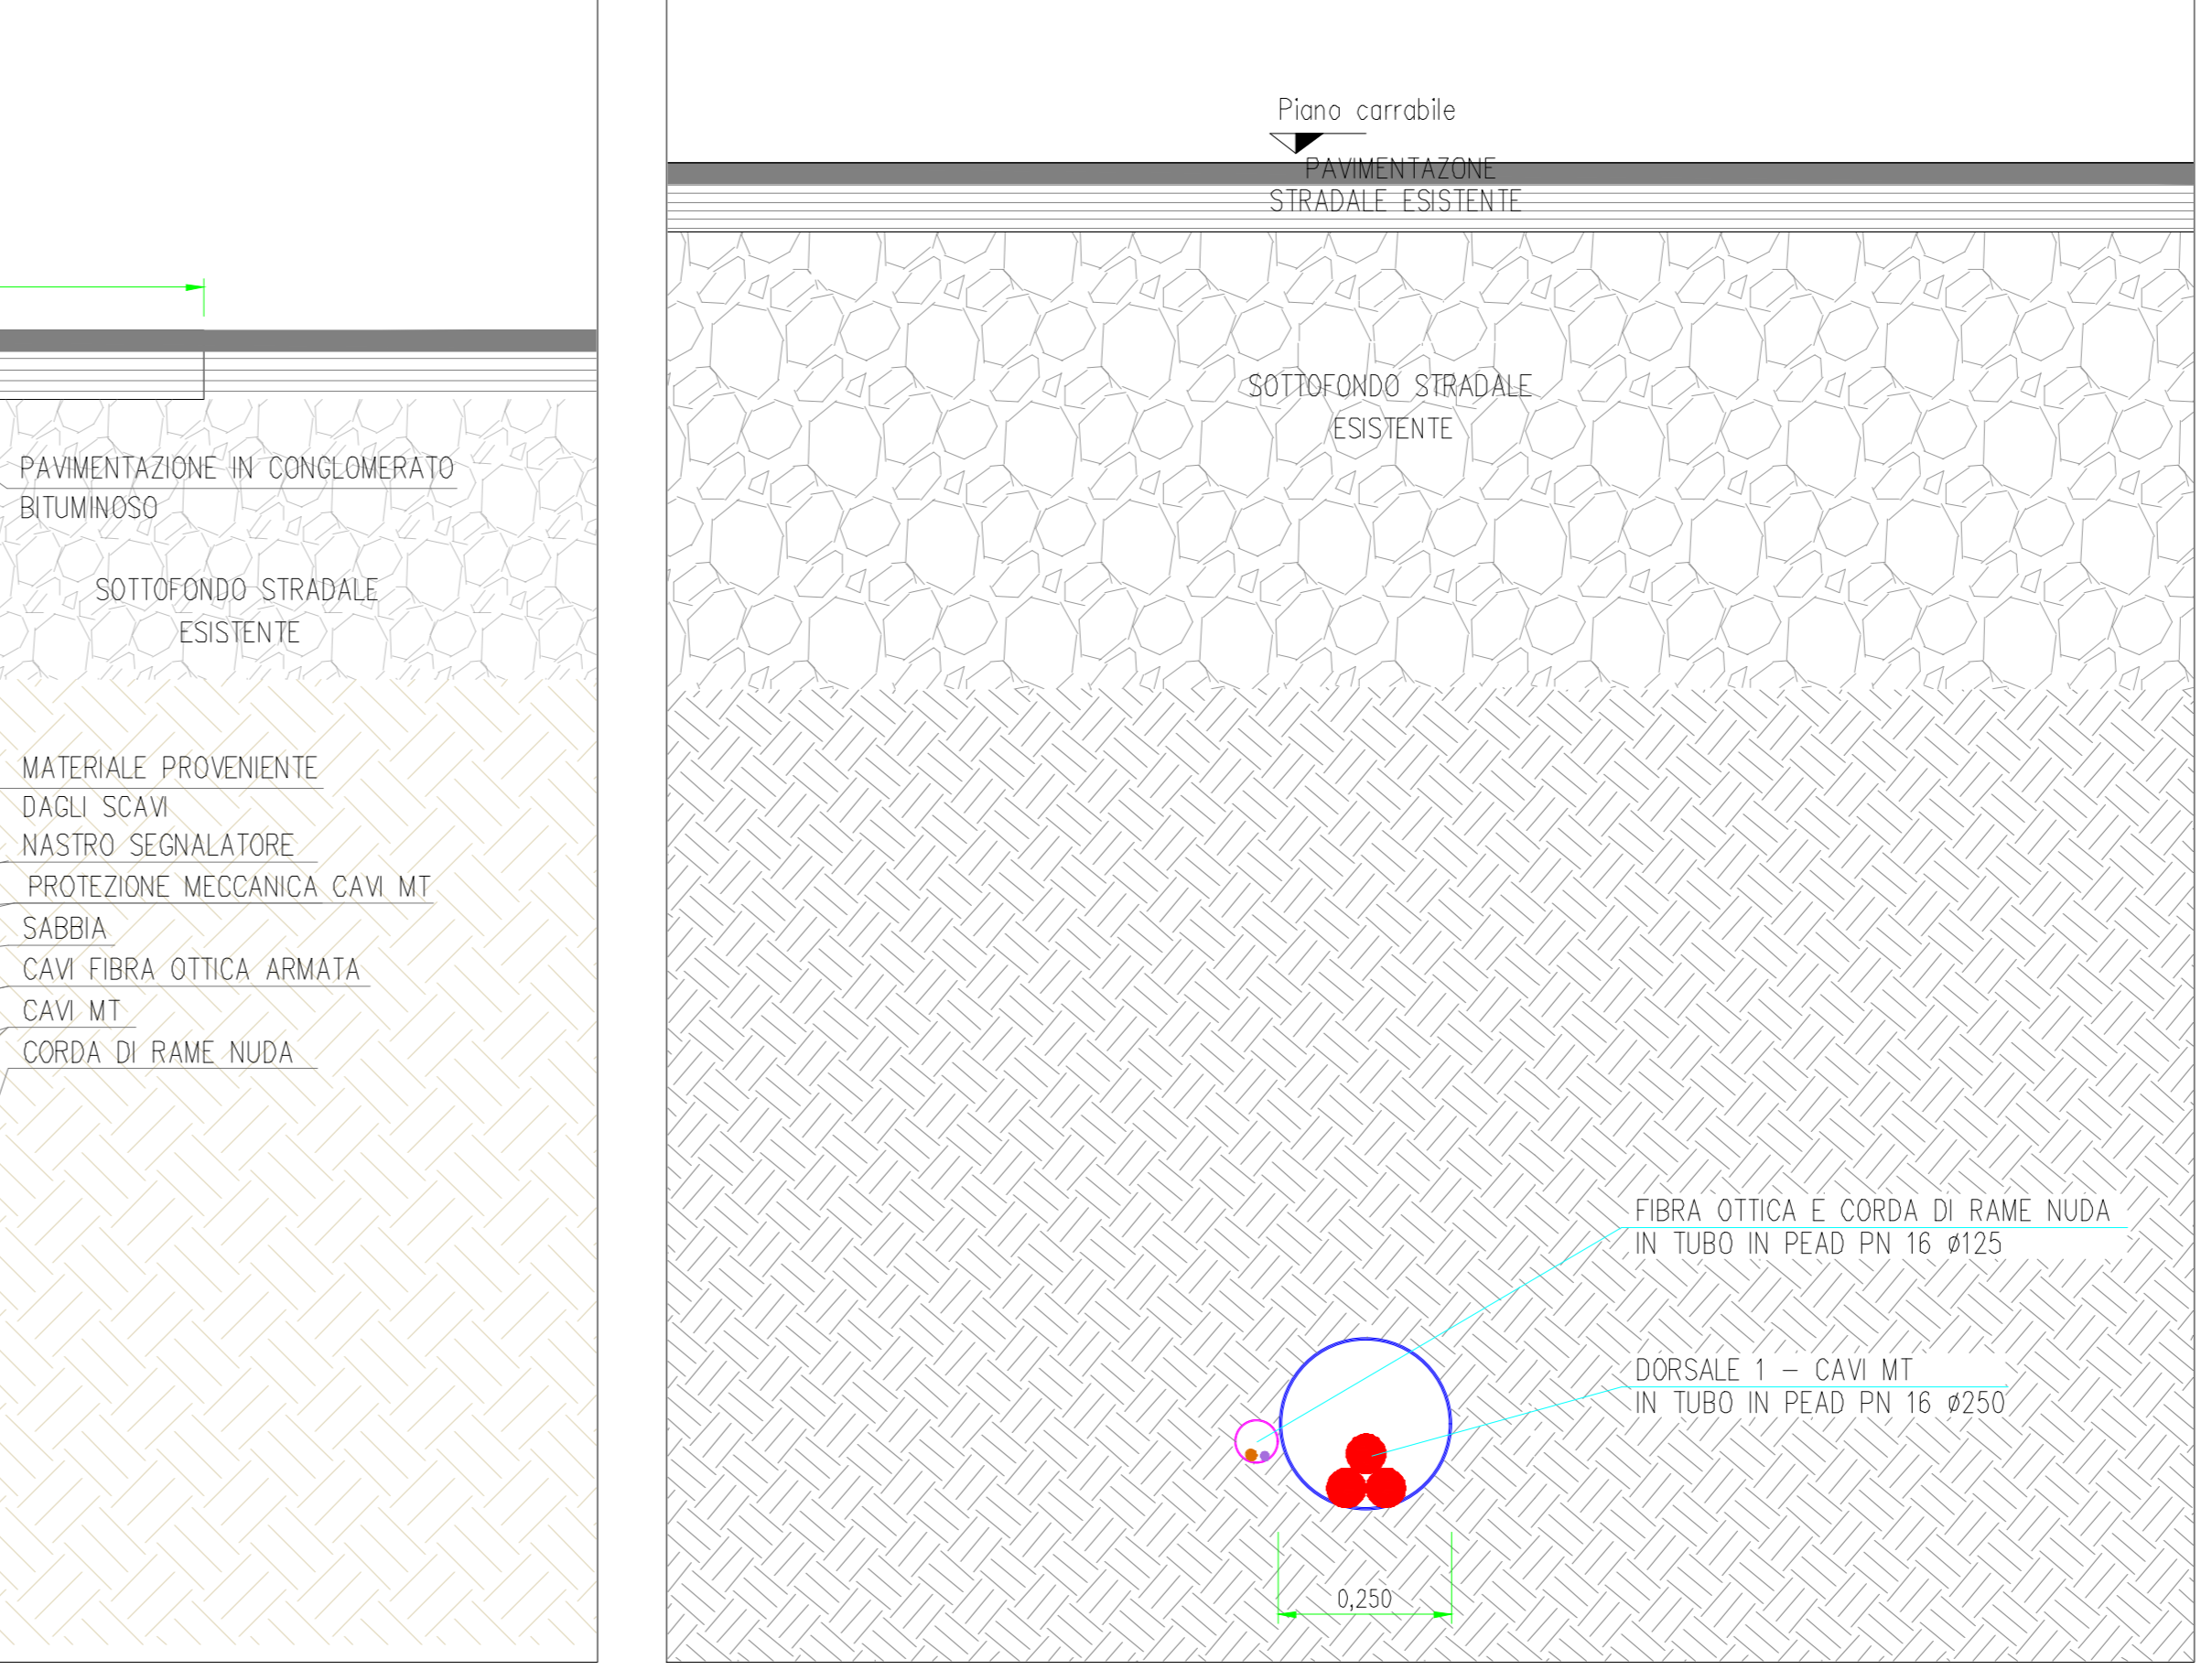 PAVIMENTAZIONE IN CONGLOMERATO
BITUMINOSO
SOTTOFONDO STRADALE
ESISTENTE
MATERIALE PROVENIENTE
DAGLI SCAVI
NASTRO SEGNALATORE
PROTEZIONE MECCANICA CAVI MT
SABBIA
CAVI FIBRA OTTICA ARMATA
CAVI MT
CORDA DI RAME NUDA
Piano carrabile
PAVIMENTAZONE
STRADALE ESISTENTE
SOTTOFONDO STRADALE
ESISTENTE
FIBRA OTTICA E CORDA DI RAME NUDA
IN TUBO IN PEAD PN 16 ø125
DORSALE 1 – CAVI MT
IN TUBO IN PEAD PN 16 ø250
0,250